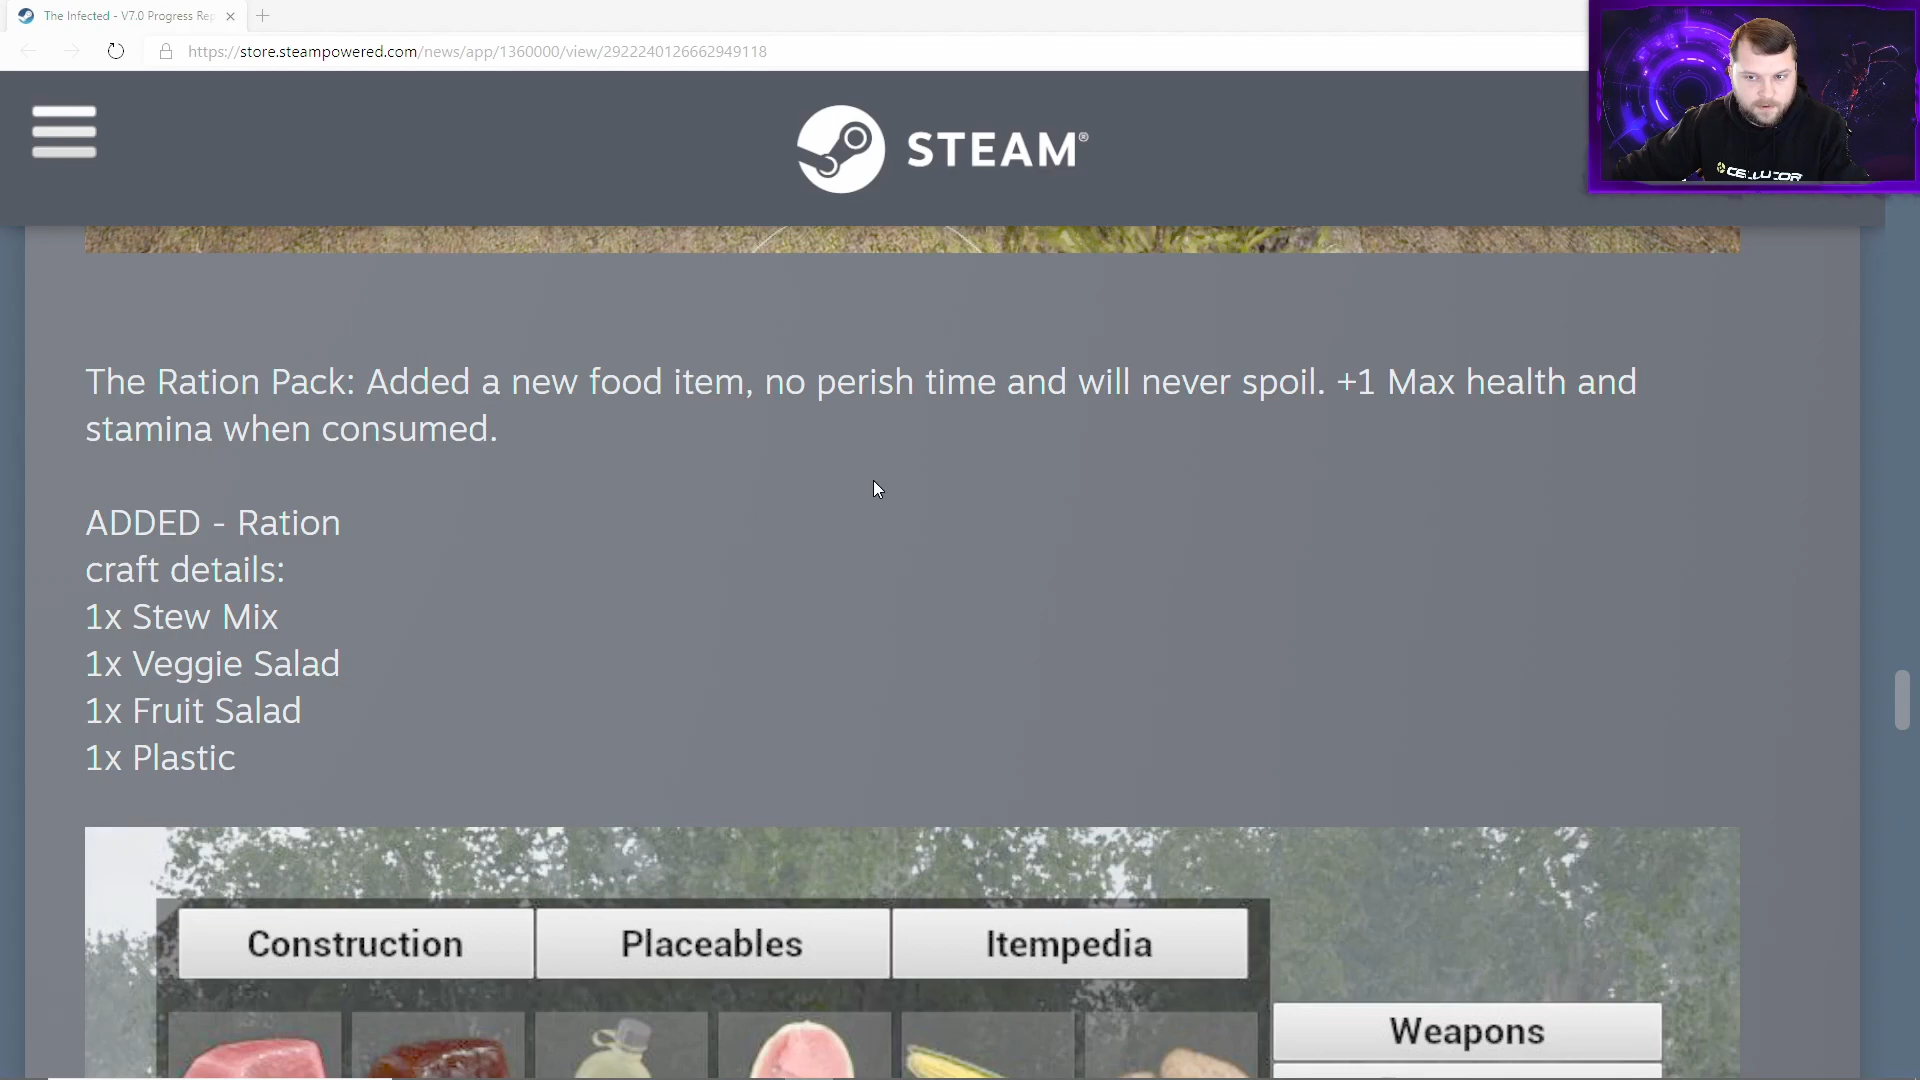 The Infected - V7.0 Progress Rep
https://store.steampowered.com/news/app/1360000/view/2922240126662949118
STEAM®
CELLUCOR
The Ration Pack: Added a new food item, no perish time and will never spoil. +1 Max health and
stamina when consumed.
ADDED - Ration
craft details:
1x Stew Mix
1x Veggie Salad
1x Fruit Salad
1x Plastic
Construction
Placeables
Itempedia
Weapons